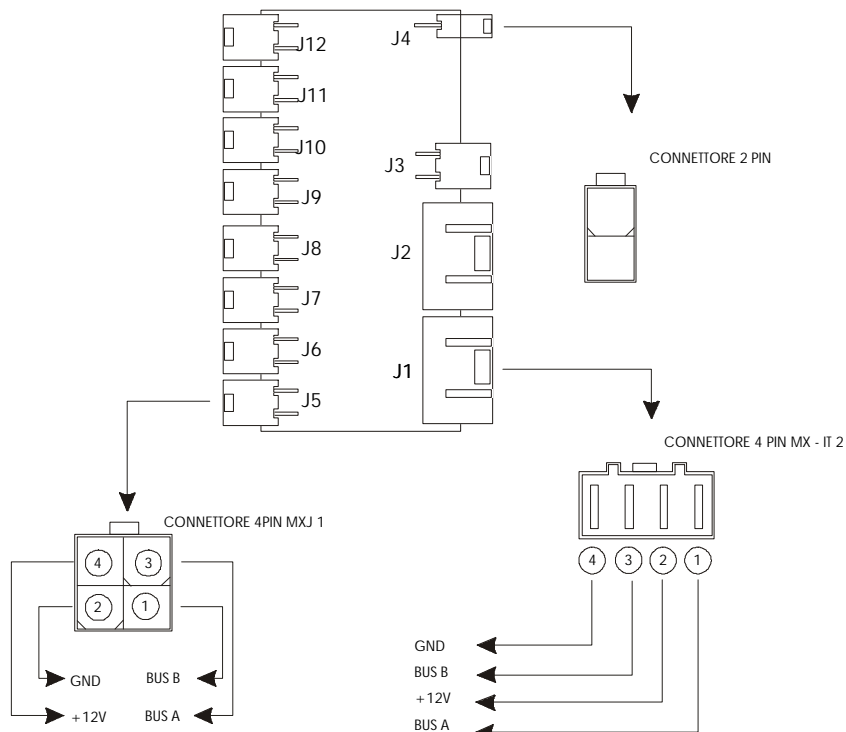 J12
J4
J11
J10
J3
CONNETTORE 2 PIN
J9
J8
J2
J7
J6
J1
J5
CONNETTORE 4 PIN MX - IT 2
CONNETTORE 4PIN MXJ 1
4 3
2 1
4 3 2 1
GND BUS B
+12V BUS A
GND
BUS B
+12V
BUS A